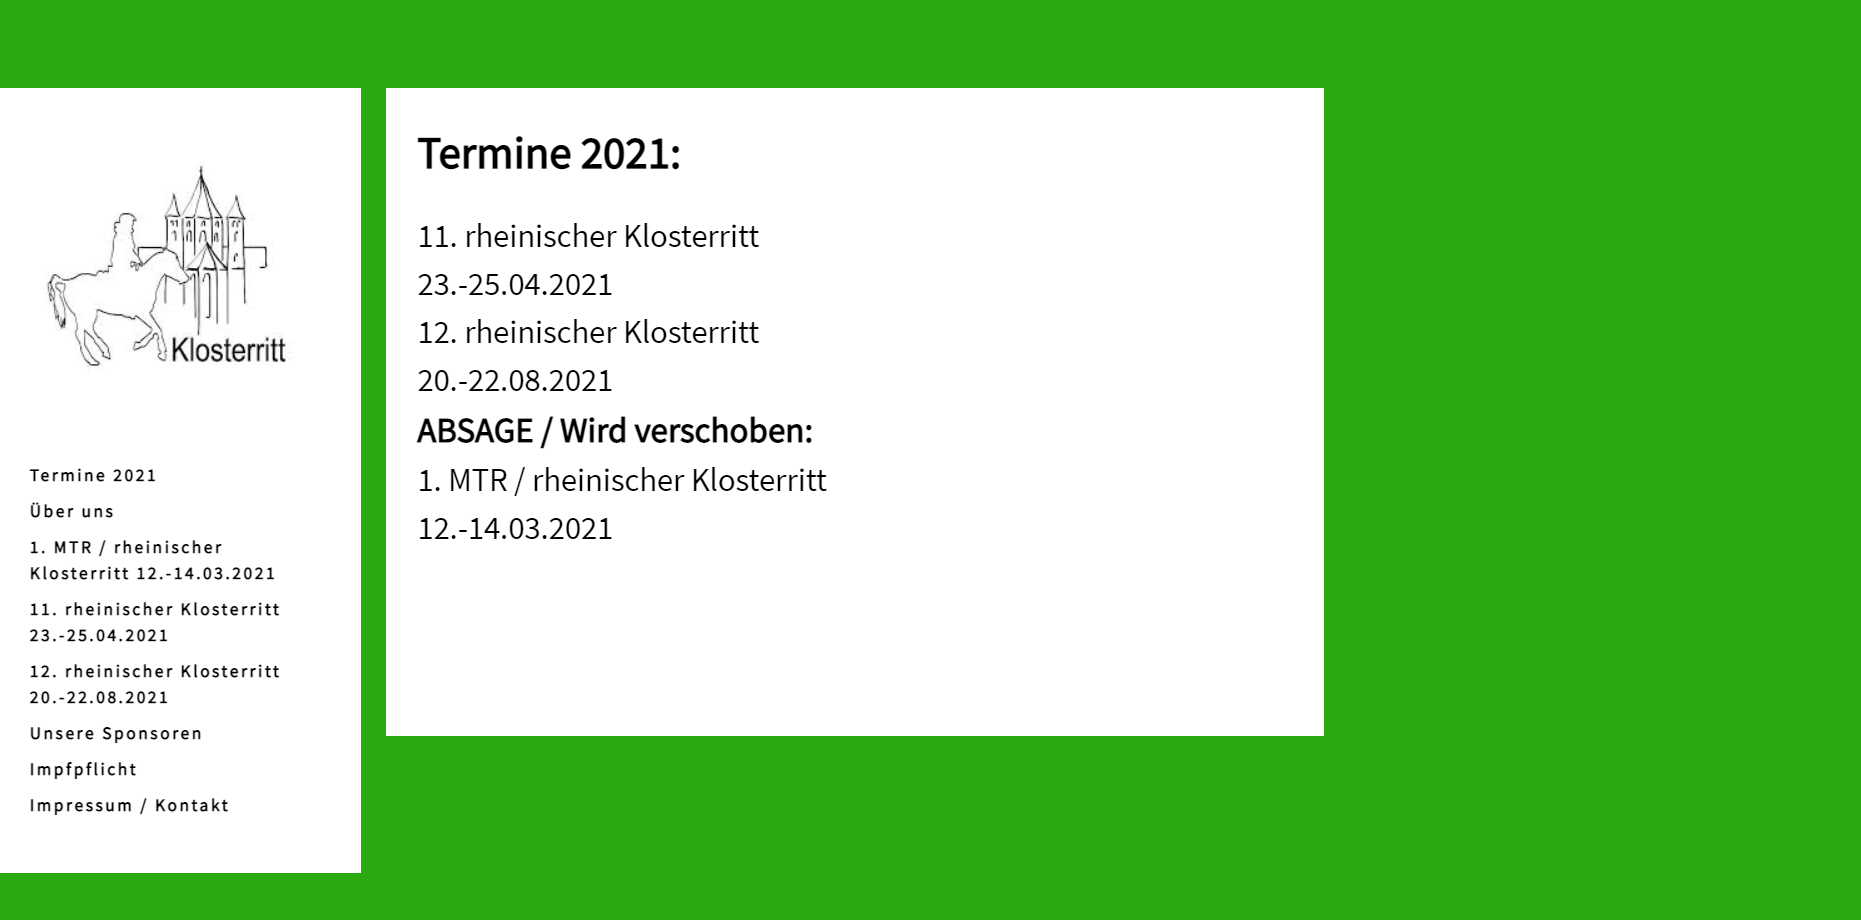 Klosterritt
Termine 2021
Über uns
1. MTR / rheinischer
Klosterritt 12.-14.03.2021
11. rheinischer Klosterritt
23.-25.04.2021
12. rheinischer Klosterritt
20.-22.08.2021
Unsere Sponsoren
Impfpflicht
Impressum / Kontakt
Termine 2021:
11. rheinischer Klosterritt
23.-25.04.2021
12. rheinischer Klosterritt
20.-22.08.2021
ABSAGE / Wird verschoben:
1. MTR / rheinischer Klosterritt
12.-14.03.2021